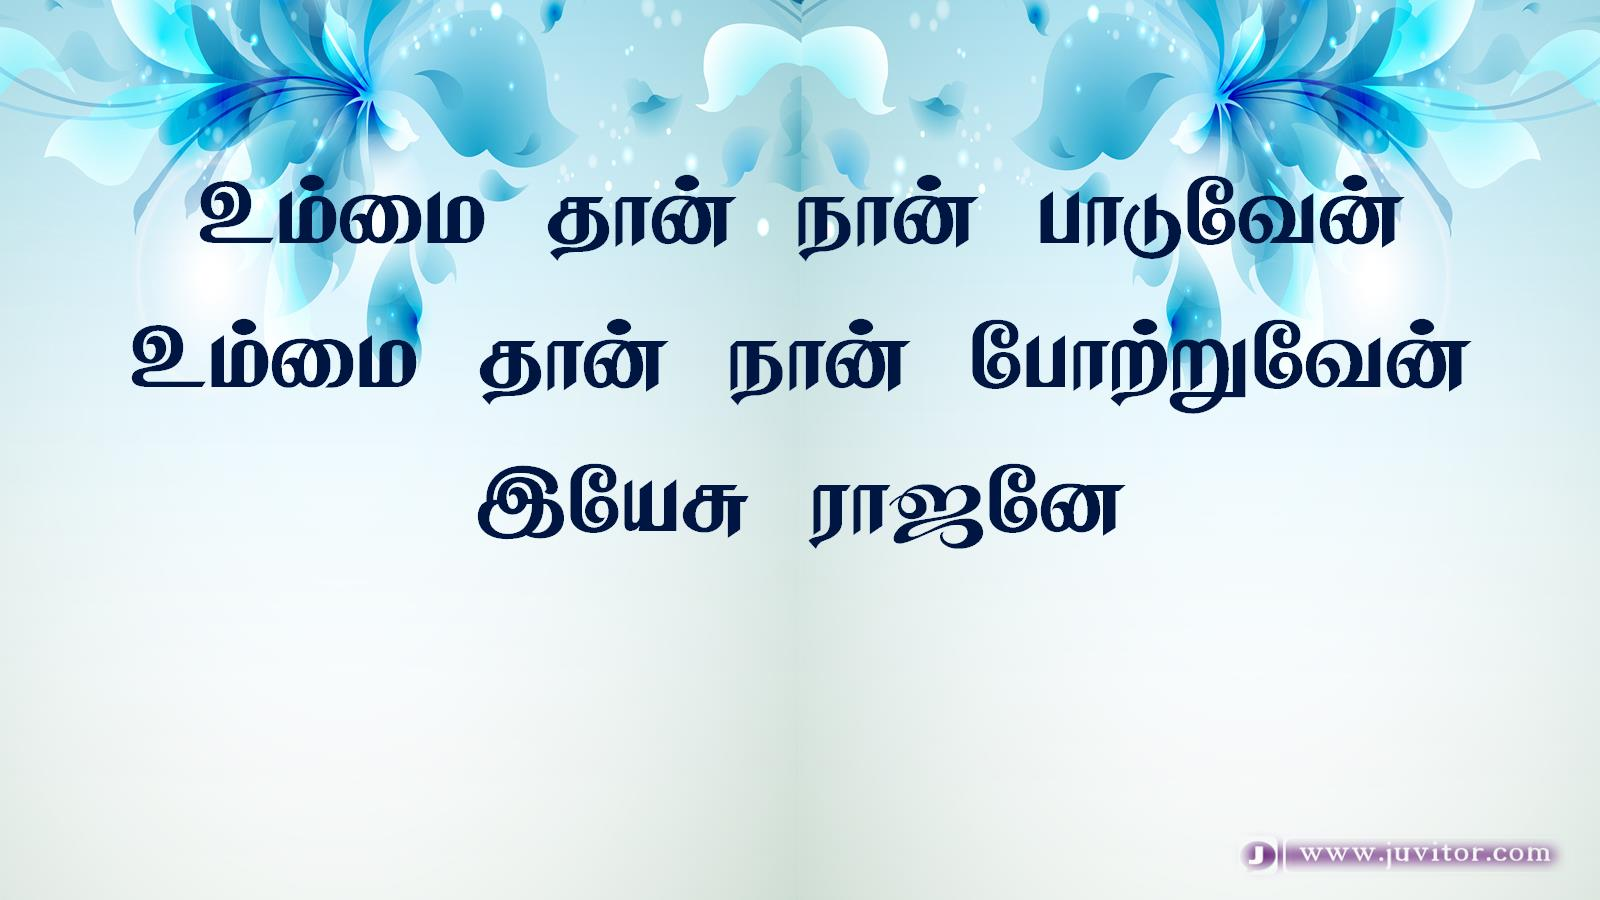 உம்மை தான் நான் பாடுவேன்
உம்மை தான் நான் போற்றுவேன்
இயேசு ராஜனே
J www.juvitor.com